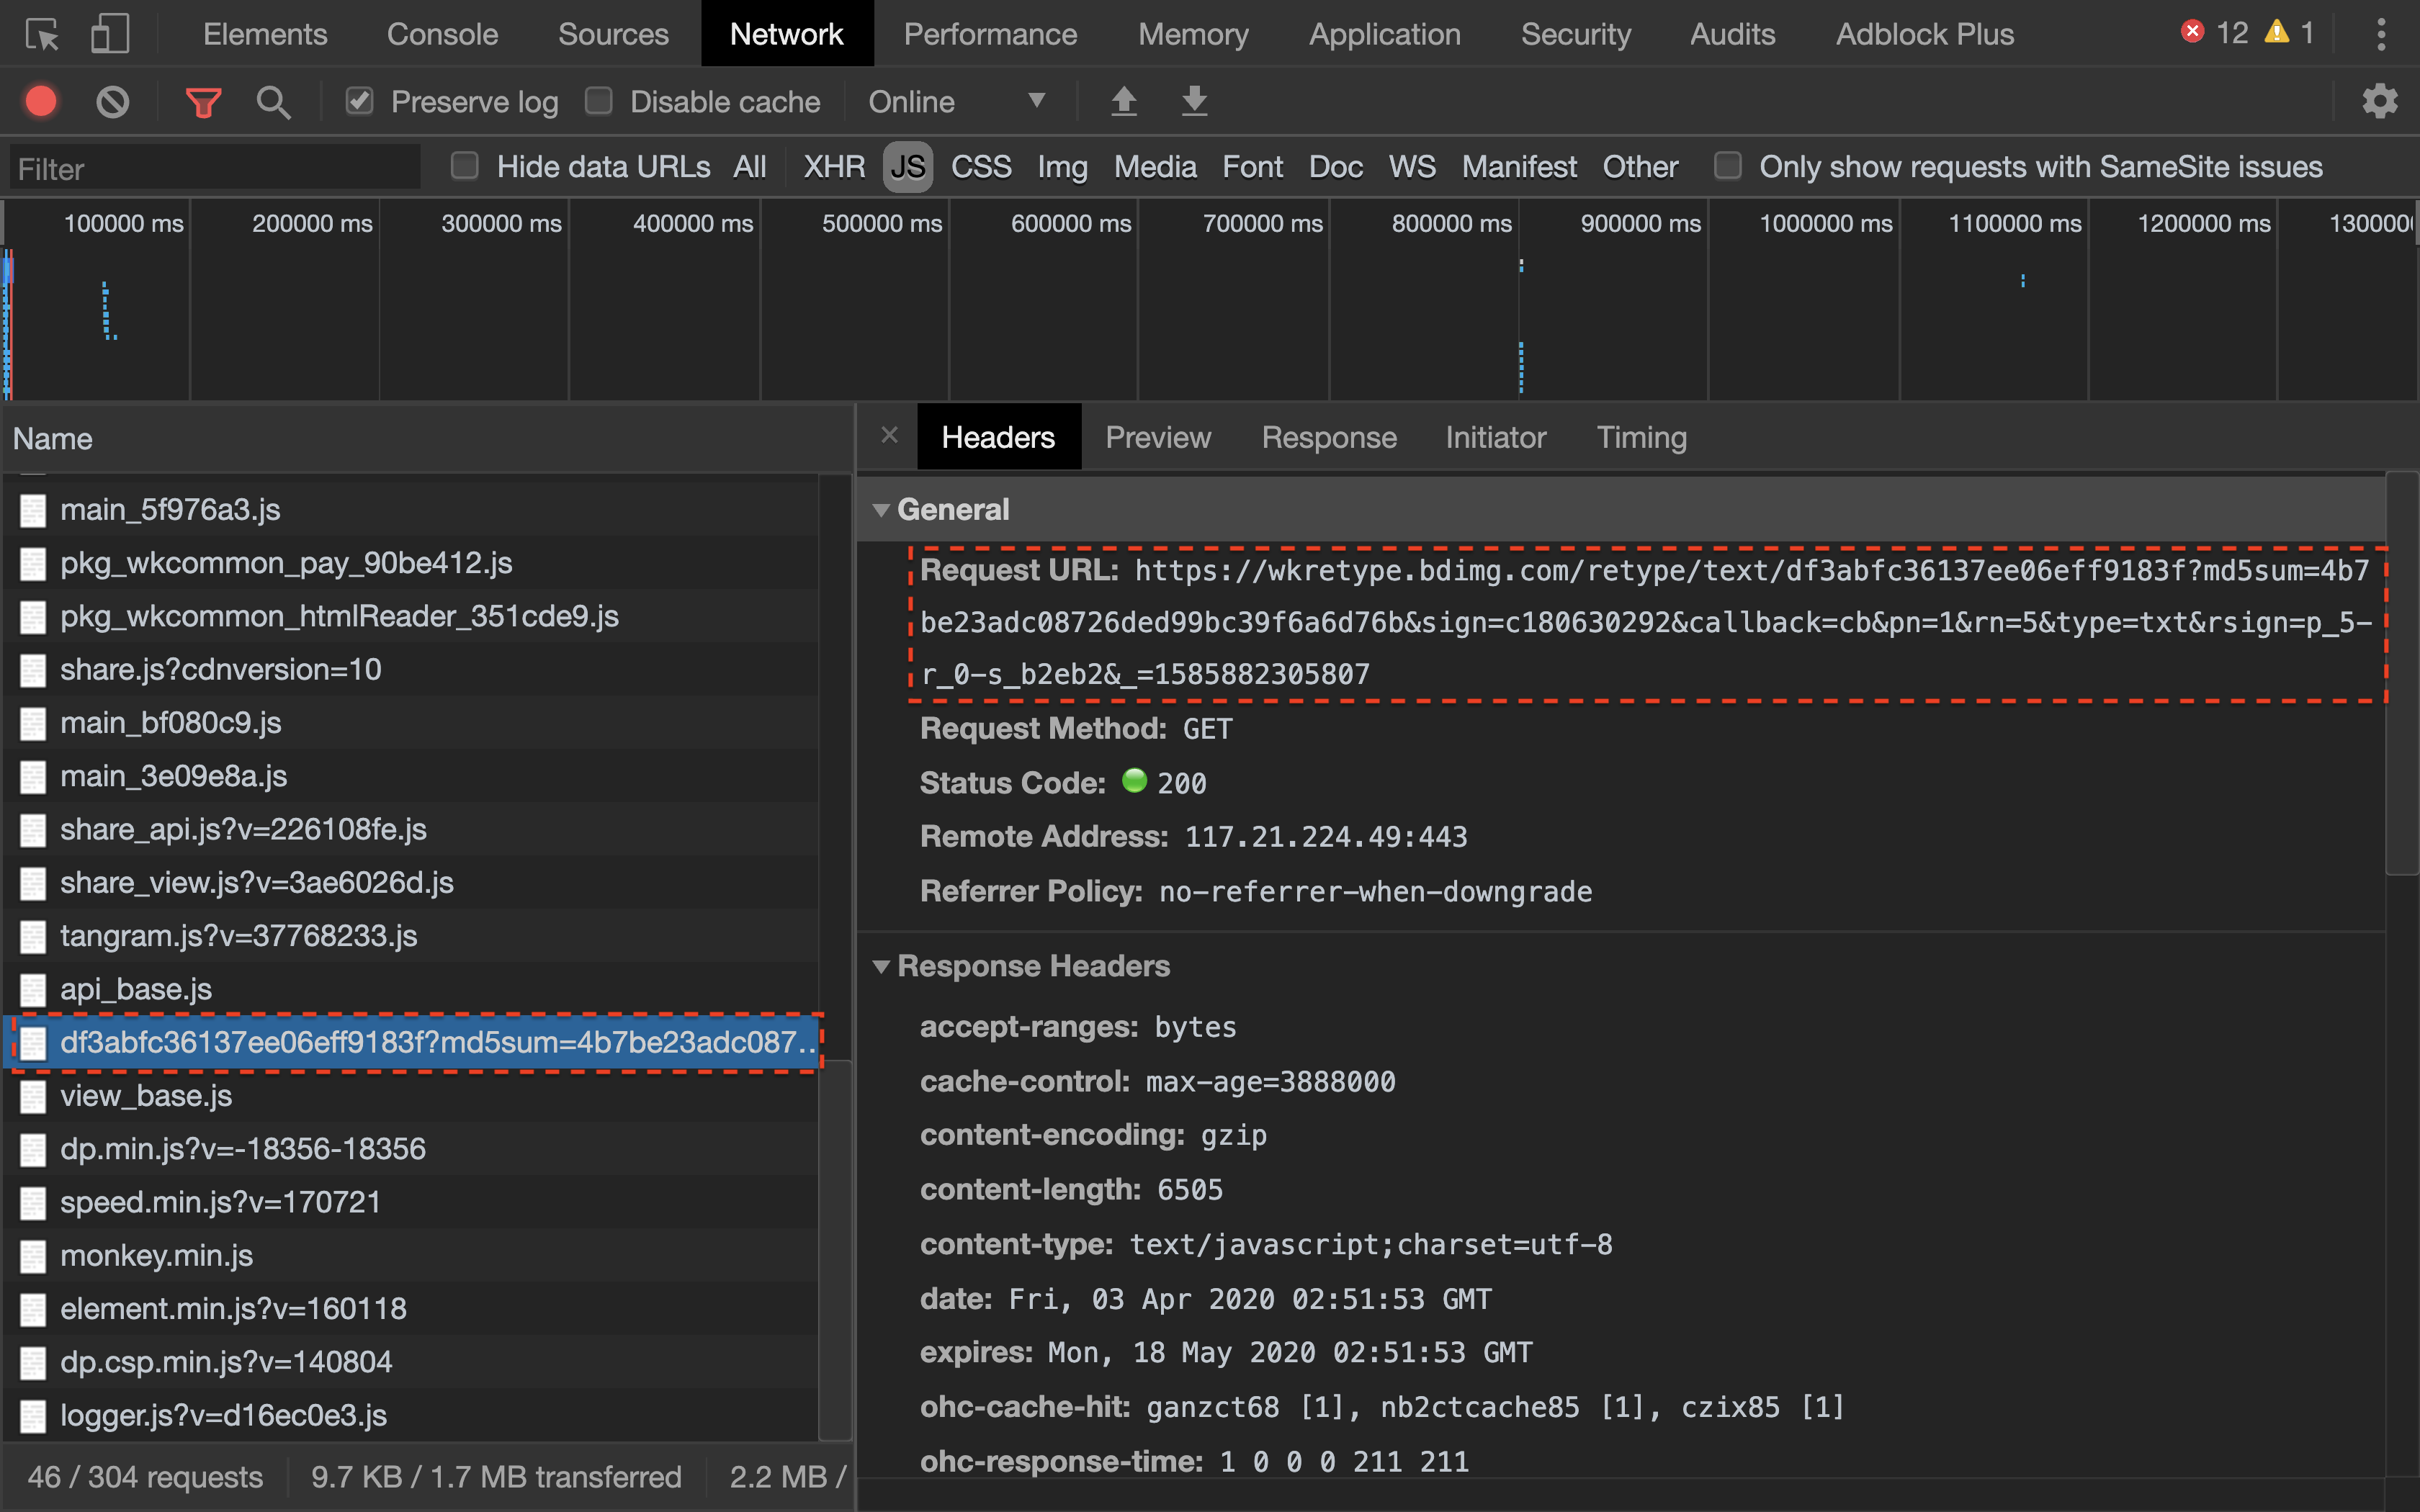 Elements Console Sources Network Performance Memory Application Security Audits Adblock Plus 12 1
Preserve log Disable cache Online
Filter Hide data URLs All XHR JS CSS Img Media Font Doc WS Manifest Other Only show requests with SameSite issues
100000 ms 200000 ms 300000 ms 400000 ms 500000 ms 600000 ms 700000 ms 800000 ms 900000 ms 1000000 ms 1100000 ms 1200000 ms
Name
main_5f976a3.js
pkg_wkcommon_pay_90be412.js
pkg_wkcommon_htmlReader_351cde9.js
share.js?cdnversion=10
main_bf080c9.js
main_3e09e8a.js
share_api.js?v=226108fe.js
share_view.js?v=3ae6026d.js
tangram.js?v=37768233.js
api_base.js
df3abfc36137ee06eff9183f?md5sum=4b7be23adc087...
view_base.js
dp.min.js?v=-18356-18356
speed.min.js?v=170721
monkey.min.js
element.min.js?v=160118
dp.csp.min.js?v=140804
logger.js?v=d16ec0e3.js
46 / 304 requests 9.7 KB / 1.7 MB transferred 2.2 MB /
Headers Preview Response Initiator Timing
General
Request URL: https://wkretype.bdimg.com/retype/text/df3abfc36137ee06eff9183f?md5sum=4b7
be23adc08726ded99bc39f6a6d76b&sign=c180630292&callback=cb&pn=1&rn=5&type=txt&rsign=p_5-
r_0-s_b2eb2&_=1585882305807
Request Method: GET
Status Code: 200
Remote Address: 117.21.224.49:443
Referrer Policy: no-referrer-when-downgrade
Response Headers
accept-ranges: bytes
cache-control: max-age=3888000
content-encoding: gzip
content-length: 6505
content-type: text/javascript;charset=utf-8
date: Fri, 03 Apr 2020 02:51:53 GMT
expires: Mon, 18 May 2020 02:51:53 GMT
ohc-cache-hit: ganzct68 [1], nb2ctcache85 [1], czix85 [1]
ohc-response-time: 1 0 0 0 211 211